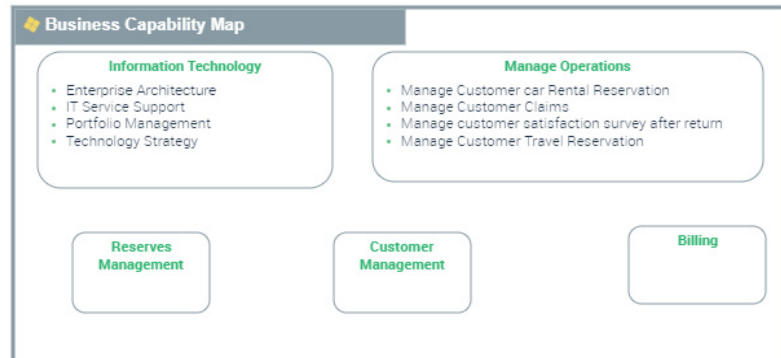 Business Capability Map
Information Technology
• Enterprise Architecture
• IT Service Support
• Portfolio Management
• Technology Strategy
Manage Operations
• Manage Customer car Rental Reservation
• Manage Customer Claims
• Manage customer satisfaction survey after return
• Manage Customer Travel Reservation
Reserves
Management
Customer
Management
Billing